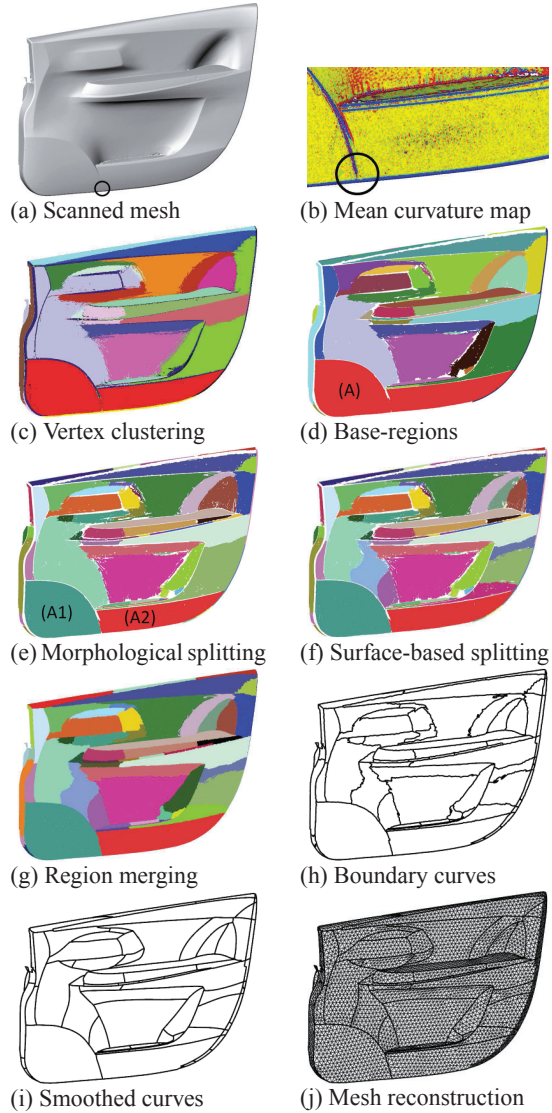 (a) Scanned mesh
(b) Mean curvature map
(A)
(c) Vertex clustering
(d) Base-regions
(A1)
(A2)
(e) Morphological splitting
(f) Surface-based splitting
(g) Region merging
(h) Boundary curves
(i) Smoothed curves
(j) Mesh reconstruction